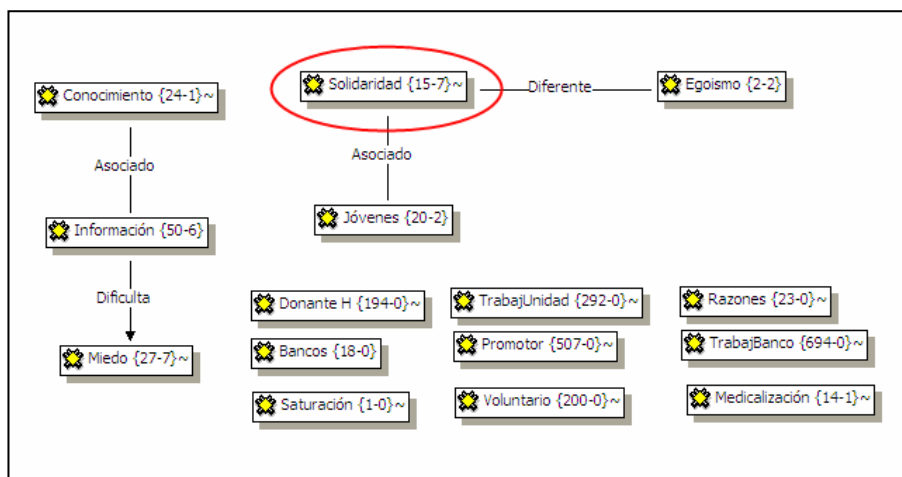 Conocimiento {24-1}~
Solidaridad {15-7}~
Diferente
Egoismo {2-2}
Asociado
Asociado
Información {50-6}
Jóvenes {20-2}
Dificulta
Donante H {194-0}~
TrabajUnidad {292-0}~
Razones {23-0}~
Miedo {27-7}~
Bancos {18-0}
Promotor {507-0}~
TrabajBanco {694-0}~
Saturación {1-0}~
Voluntario {200-0}~
Medicalización {14-1}~